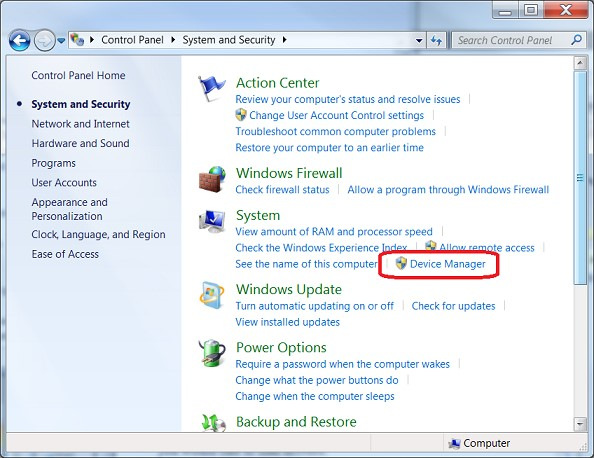 Control Panel System and Security
Search Control Panel
Control Panel Home
System and Security
Network and Internet
Hardware and Sound
Programs
User Accounts
Appearance and
Personalization
Clock, Language, and Region
Ease of Access
Action Center
Review your computer's status and resolve issues
Change User Account Control settings
Troubleshoot common computer problems
Restore your computer to an earlier time
Windows Firewall
Check firewall status Allow a program through Windows Firewall
System
View amount of RAM and processor speed
Check the Windows Experience Index Allow remote access
See the name of this computer Device Manager
Windows Update
Turn automatic updating on or off Check for updates
View installed updates
Power Options
Require a password when the computer wakes
Change what the power buttons do
Change when the computer sleeps
Backup and Restore
Computer